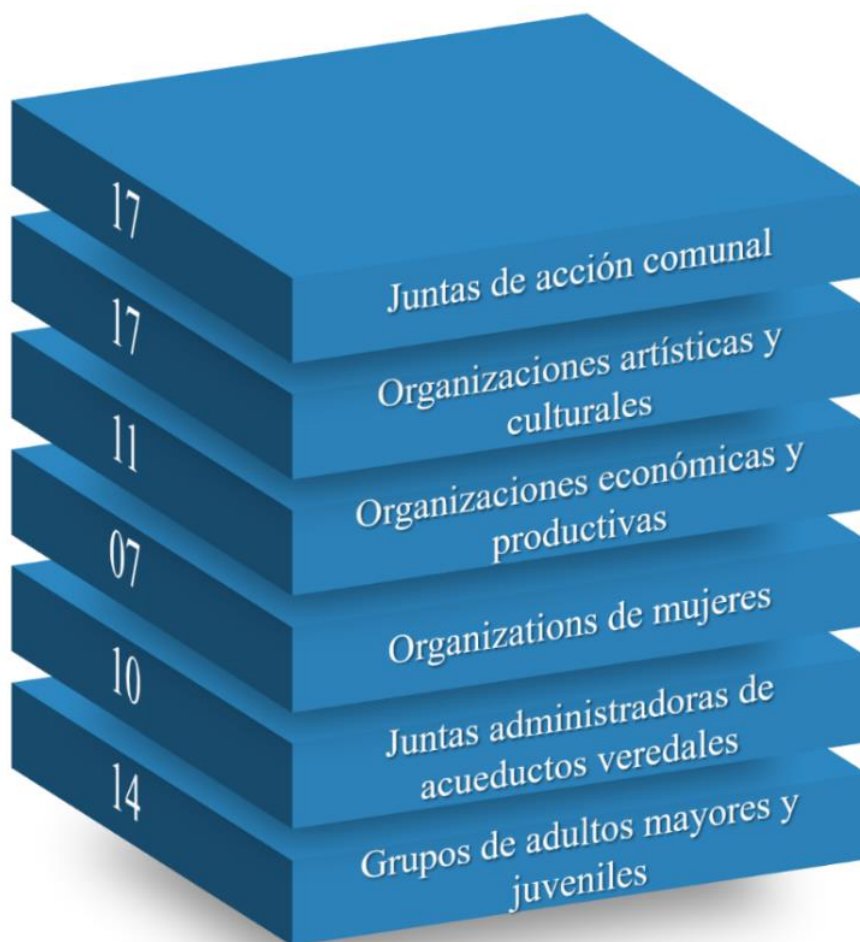 17
Juntas de acción comunal
17
Organizaciones artísticas y
culturales
11
Organizaciones económicas y
productivas
07
Organizations de mujeres
10
Juntas administradoras de
acueductos veredales
14
Grupos de adultos mayores y
juveniles